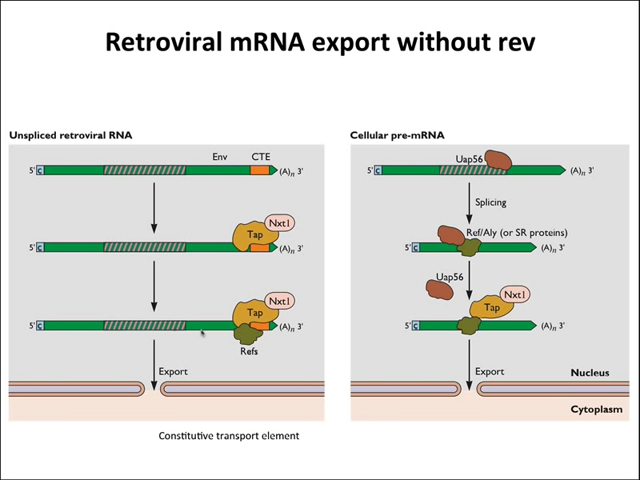 Retroviral mRNA export without rev
Unspliced retroviral RNA
Env CTE
5' C (A)n 3'
Nxt1
Tap
5' C (A)n 3'
Nxt1
Tap
5' C (A)n 3'
Refs
Export
Constitutive transport element
Cellular pre-mRNA
Uap56
5' C (A)n 3'
Splicing
Ref/Aly (or SR proteins)
5' C (A)n 3'
Uap56
Nxt1
Tap
5' C (A)n 3'
Export
Nucleus
Cytoplasm